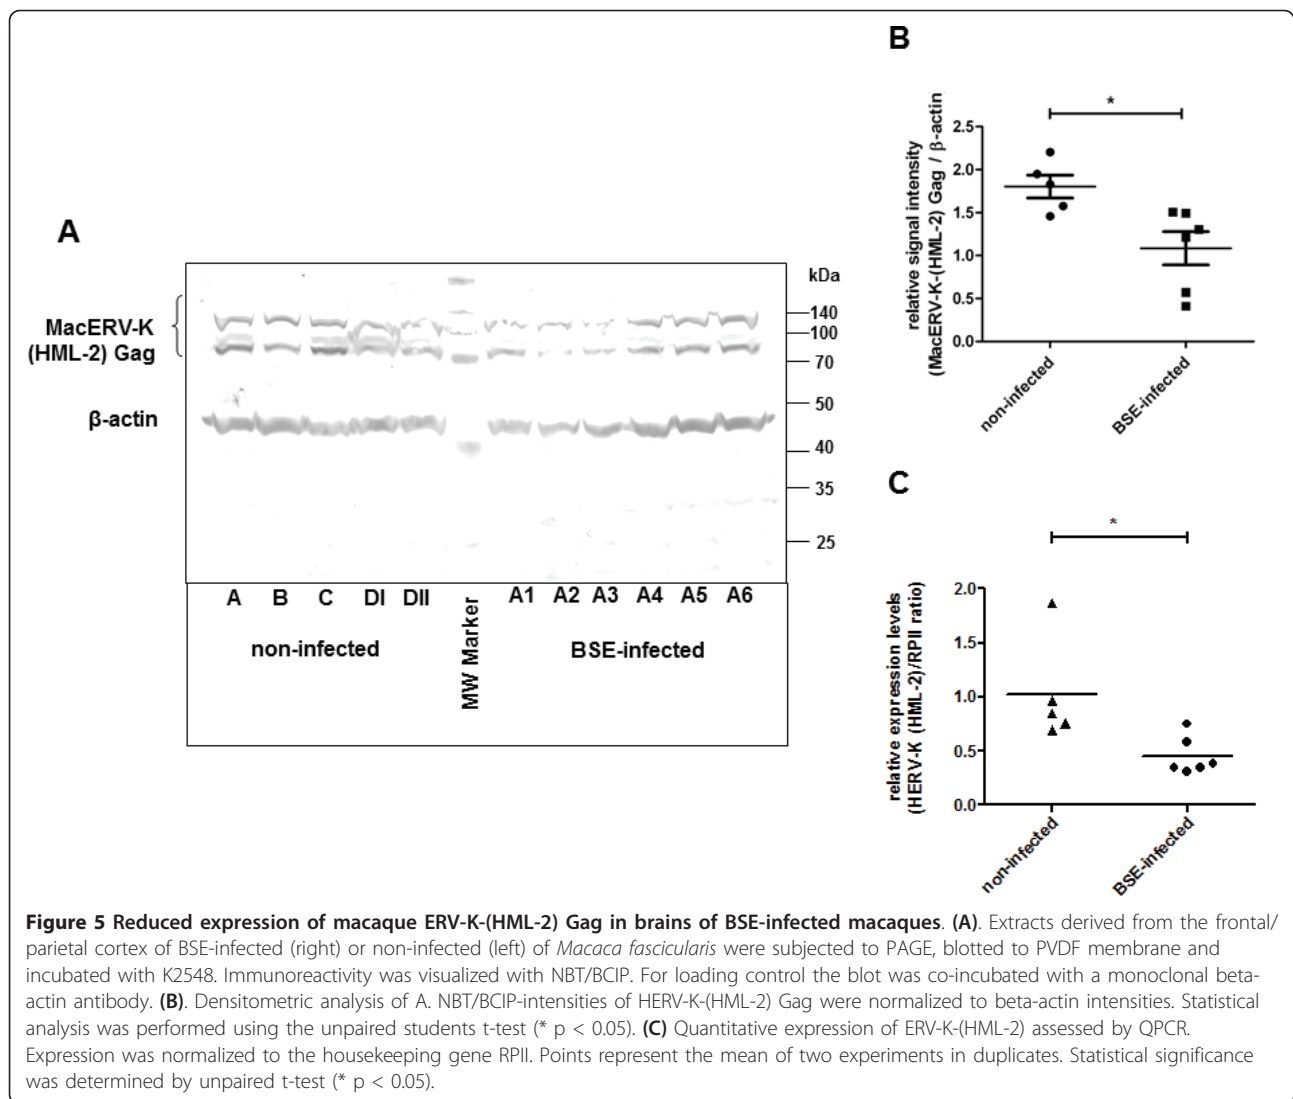 A
MacERV-K
(HML-2) Gag
β-actin
kDa
140
100
70
50
40
35
25
A B C DI DII MW Marker A1 A2 A3 A4 A5 A6
non-infected BSE-infected
B
*
relative signal intensity
(MacERV-K-(HML-2) Gag / β-actin
2.5
2.0
1.5
1.0
0.5
0.0
non-infected
BSE-infected
C
*
relative expression levels
(HERV-K (HML-2)/RPII ratio)
2.0
1.5
1.0
0.5
0.0
non-infected
BSE-infected
Figure 5 Reduced expression of macaque ERV-K-(HML-2) Gag in brains of BSE-infected macaques. (A). Extracts derived from the frontal/
parietal cortex of BSE-infected (right) or non-infected (left) of Macaca fascicularis were subjected to PAGE, blotted to PVDF membrane and
incubated with K2548. Immunoreactivity was visualized with NBT/BCIP. For loading control the blot was co-incubated with a monoclonal beta-
actin antibody. (B). Densitometric analysis of A. NBT/BCIP-intensities of HERV-K-(HML-2) Gag were normalized to beta-actin intensities. Statistical
analysis was performed using the unpaired students t-test (* p < 0.05). (C) Quantitative expression of ERV-K-(HML-2) assessed by QPCR.
Expression was normalized to the housekeeping gene RPII. Points represent the mean of two experiments in duplicates. Statistical significance
was determined by unpaired t-test (* p < 0.05).